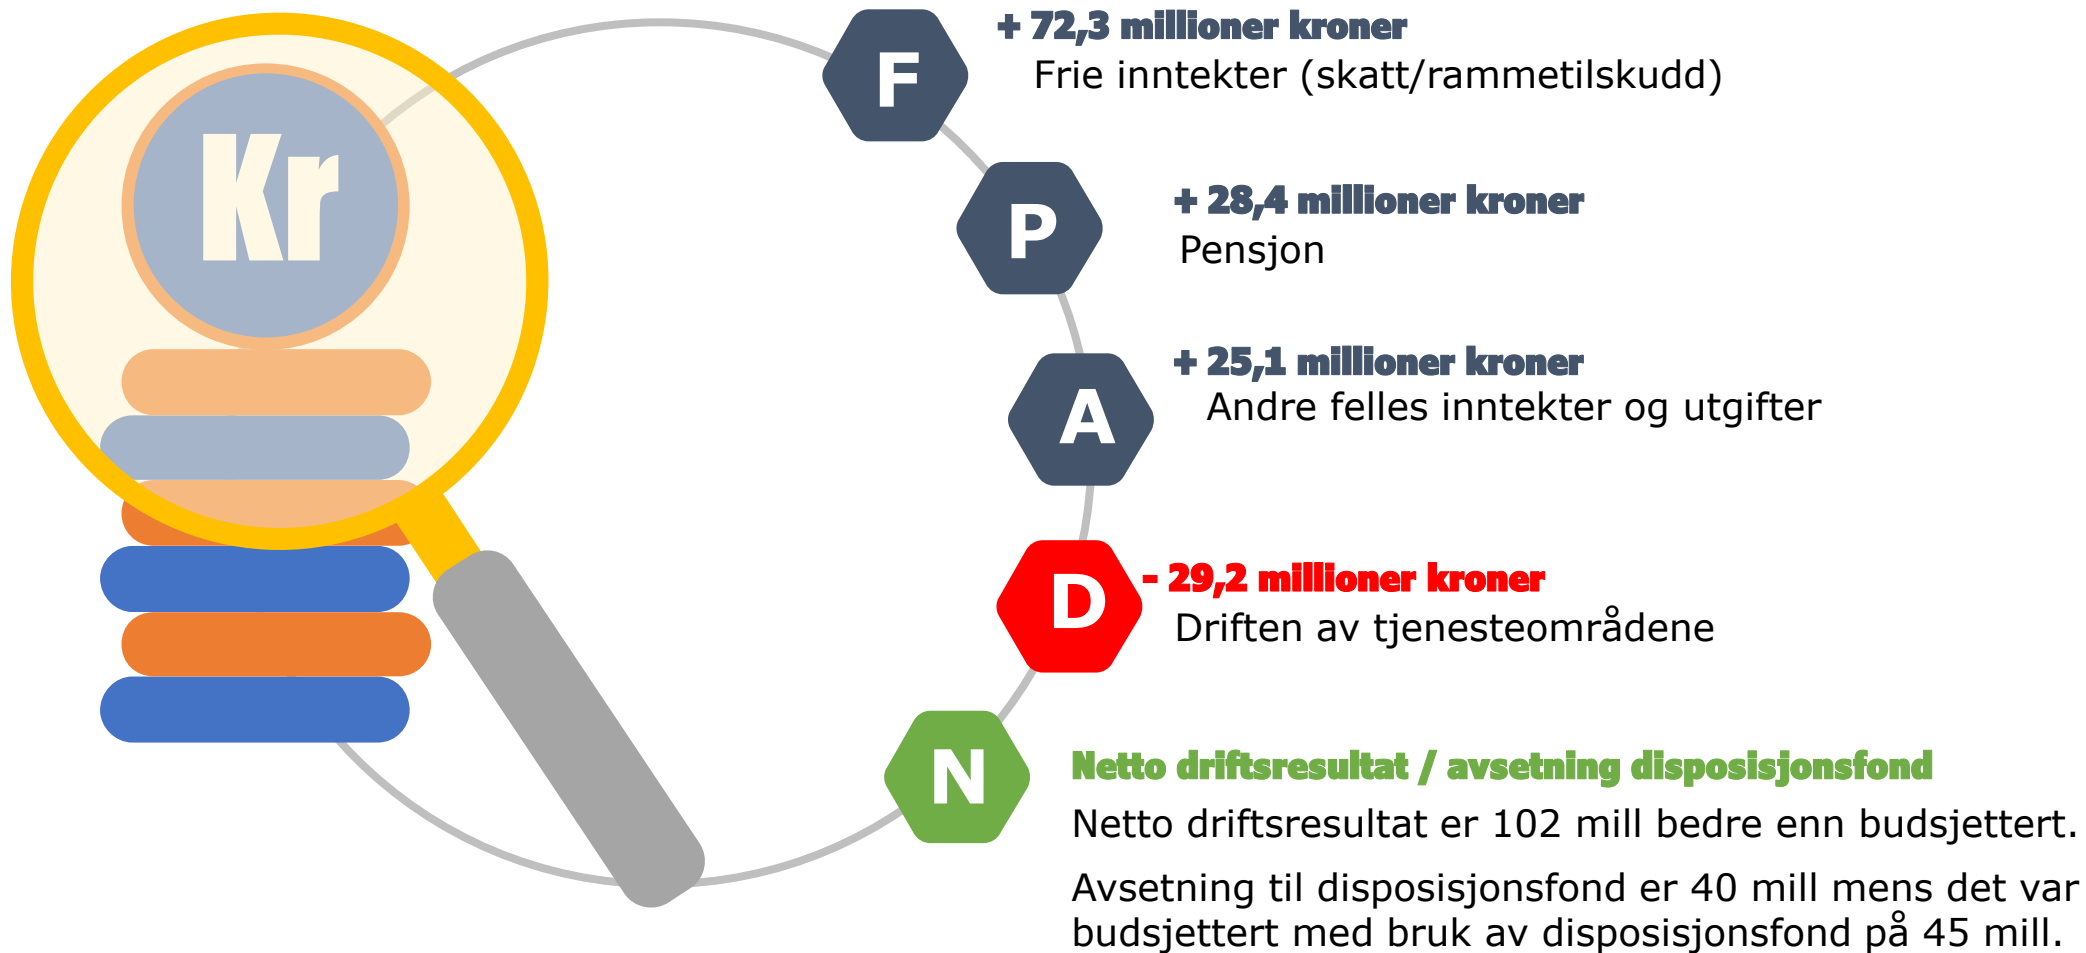 Kr
F
+ 72,3 millioner kroner
Frie inntekter (skatt/rammetilskudd)
P
+ 28,4 millioner kroner
Pensjon
A
+ 25,1 millioner kroner
Andre felles inntekter og utgifter
D
- 29,2 millioner kroner
Driften av tjenesteområdene
N
Netto driftsresultat / avsetning disposisjonsfond
Netto driftsresultat er 102 mill bedre enn budsjettert.
Avsetning til disposisjonsfond er 40 mill mens det var
budsjettert med bruk av disposisjonsfond på 45 mill.